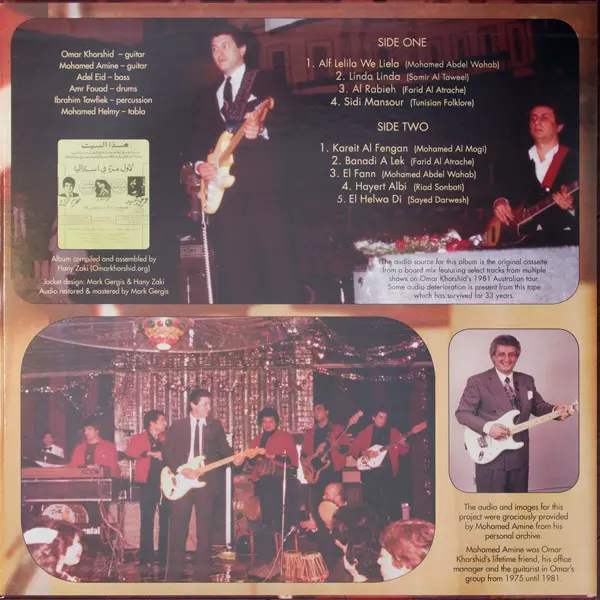 Omar Khorshid – guitar
Mohamed Amine – guitar
Adel Eid – bass
Amr Fouad – drums
Ibrahim Tawfiek – percussion
Mohamed Helmy – tabla
هذا السبت
لأول مرة في استراليا
Album compiled and assembled by
Hany Zaki (Omarkhorshid.org)
Jacket design: Mark Gergis & Hany Zaki
Audio restored & mastered by Mark Gergis
SIDE ONE
1. Alf Lelila We Liela (Mohamed Abdel Wahab)
2. Linda Linda (Somir Al Taweel)
3. Al Rabieh (Farid Al Atrache)
4. Sidi Mansour (Tunisian Folklore)
SIDE TWO
1. Kareit Al Fengan (Mohamed Al Mogi)
2. Banadi A Lek (Farid Al Atrache)
3. El Fann (Mohamed Abdel Wahab)
4. Hayert Albi (Riad Sonbati)
5. El Helwa Di (Sayed Darwesh)
The audio source for this album is the original cassette
from a board mix featuring select tracks from multiple
shows on Omar Khorshid's 1981 Australian tour.
Some audio deterioration is present from this tape
which has survived for 33 years.
The audio and images for this
project were graciously provided
by Mohamed Amine from his
personal archive.
Mohamed Amine was Omar
Khorshid's lifetime friend, his office
manager and the guitarist in Omar's
group from 1975 until 1981.